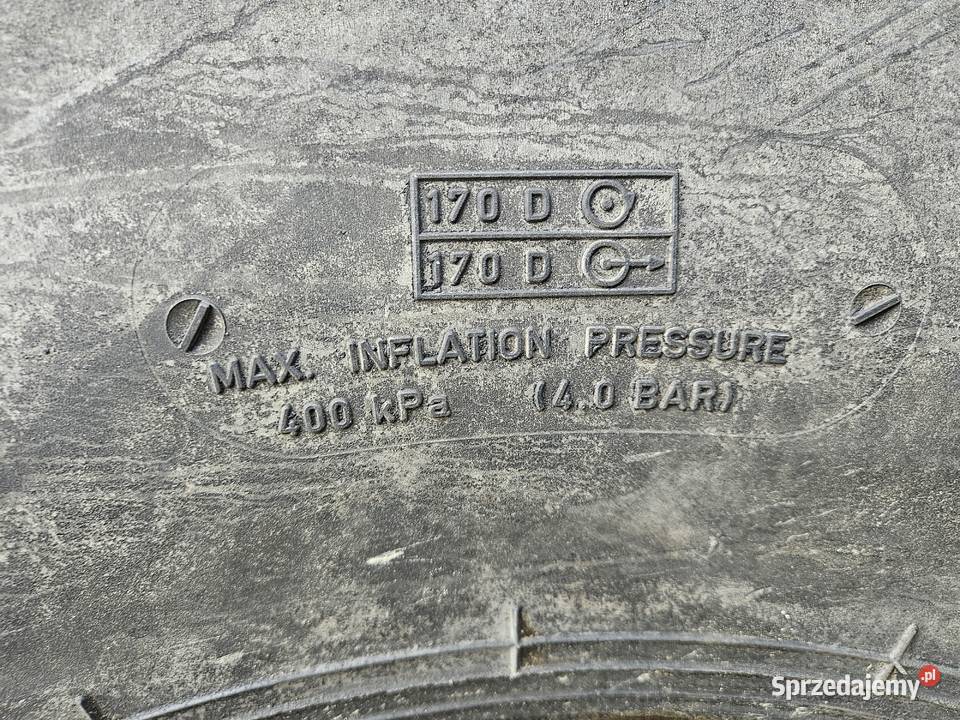 170 D
170 D
MAX. INFLATION PRESSURE
400 kPa (4.0 BAR)
Sprzedajemy.pl